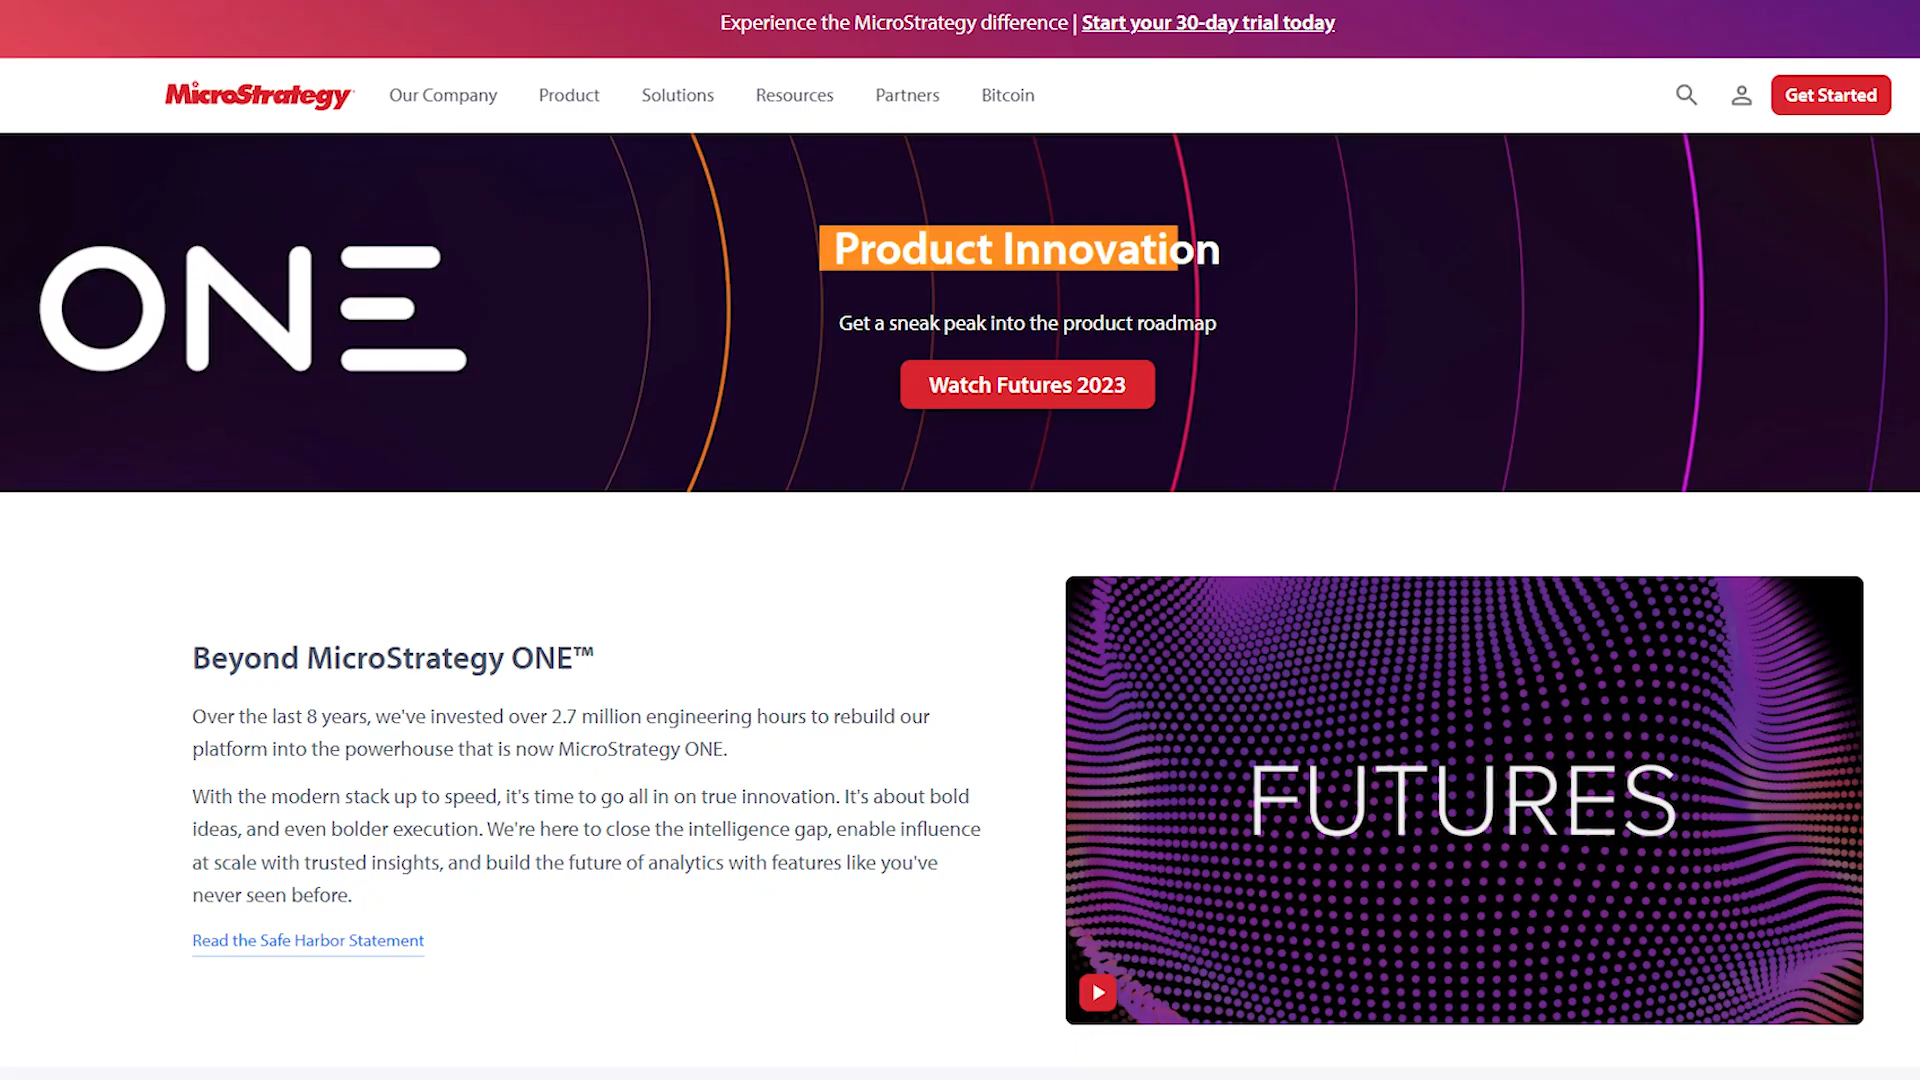 Experience the MicroStrategy difference | Start your 30-day trial today
MicroStrategy
Our Company
Product
Solutions
Resources
Partners
Bitcoin
Get Started
ONE
Product Innovation
Get a sneak peak into the product roadmap
Watch Futures 2023
Beyond MicroStrategy ONE™
Over the last 8 years, we've invested over 2.7 million engineering hours to rebuild our
platform into the powerhouse that is now MicroStrategy ONE.
With the modern stack up to speed, it's time to go all in on true innovation. It's about bold
ideas, and even bolder execution. We're here to close the intelligence gap, enable influence
at scale with trusted insights, and build the future of analytics with features like you've
never seen before.
Read the Safe Harbor Statement
FUTURES